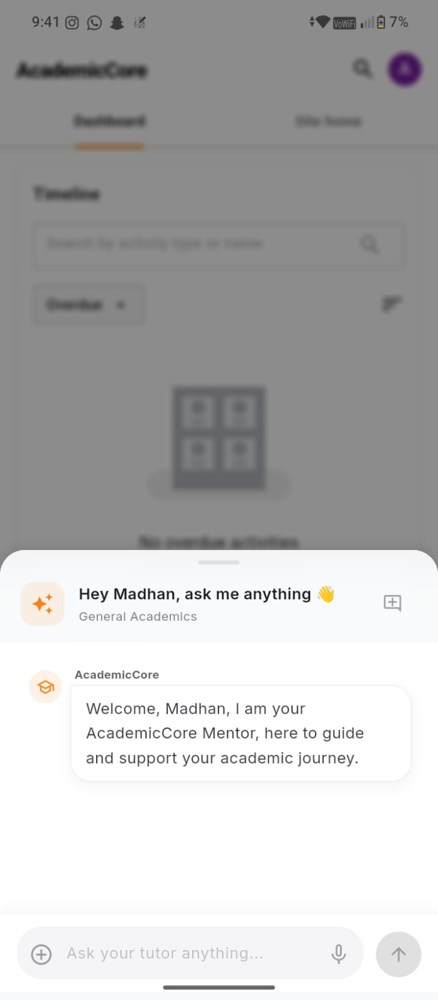 9:41
VoWiFi
7%
AcademicCore
A
Dashboard
Site home
Timeline
Search by activity type or name
Overdue
No overdue activities
Hey Madhan, ask me anything 👋
General Academics
AcademicCore
Welcome, Madhan, I am your
AcademicCore Mentor, here to guide
and support your academic journey.
Ask your tutor anything...